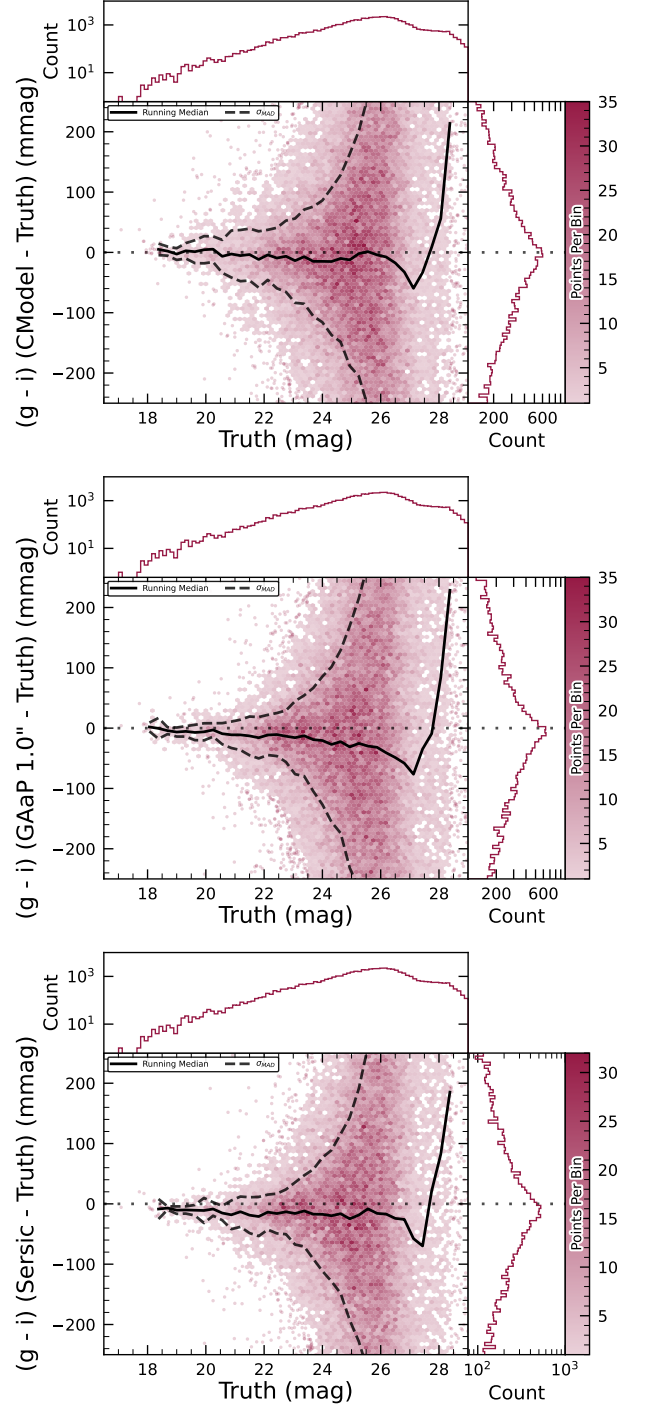 Count
10³
10¹
Running Median
σMAD
(g - i) (CModel - Truth) (mmag)
200
100
0
−100
−200
18 20 22 24 26 28
Truth (mag)
200 600
Count
Points Per Bin
35
30
25
20
15
10
5
Count
10³
10¹
Running Median
σMAD
(g - i) (GAaP 1.0" - Truth) (mmag)
200
100
0
−100
−200
18 20 22 24 26 28
Truth (mag)
200 600
Count
Points Per Bin
35
30
25
20
15
10
5
Count
10³
10¹
Running Median
σMAD
(g - i) (Sersic - Truth) (mmag)
200
100
0
−100
−200
18 20 22 24 26 28
Truth (mag)
10² 10³
Count
Points Per Bin
30
25
20
15
10
5